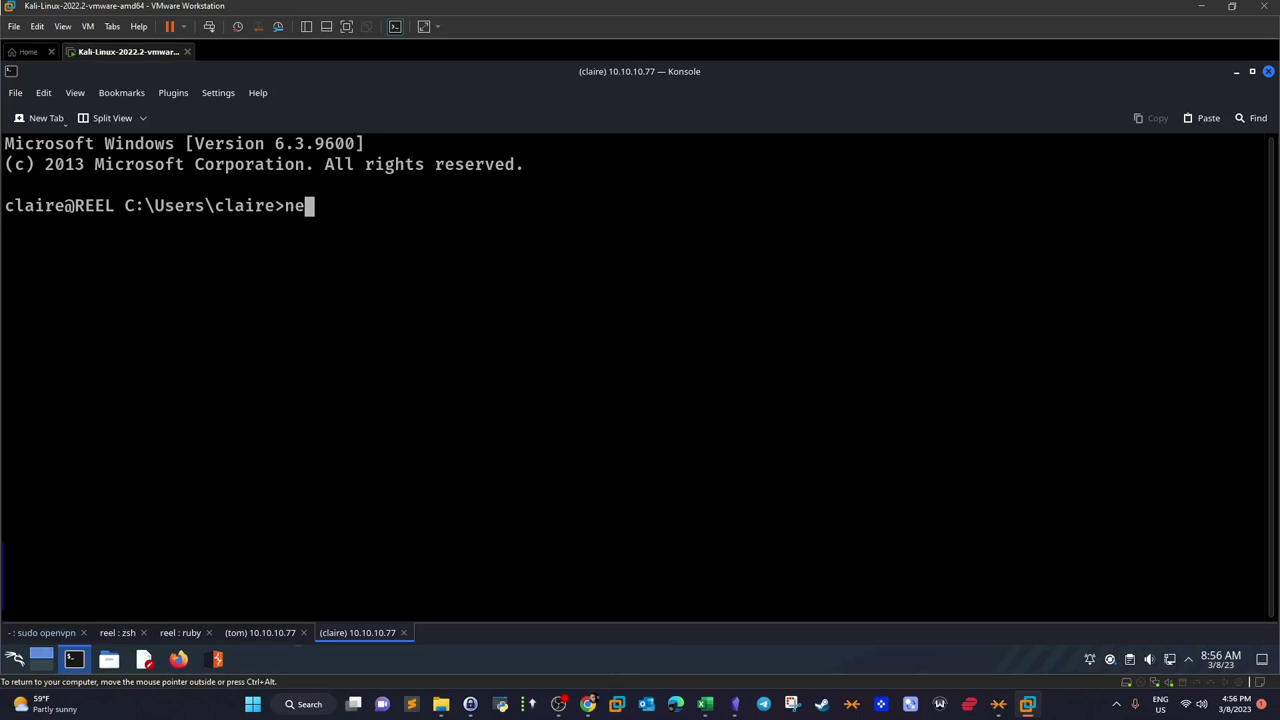 Kali-Linux-2022.2-vmware-amd64 - VMware Workstation
File Edit View VM Tabs Help
Home Kali-Linux-2022.2-vmwar...
(claire) 10.10.10.77 — Konsole
File Edit View Bookmarks Plugins Settings Help
New Tab Split View Copy Paste Find
Microsoft Windows [Version 6.3.9600]
(c) 2013 Microsoft Corporation. All rights reserved.
claire@REEL C:\Users\claire>ne
- : sudo openvpn reel : zsh reel : ruby (tom) 10.10.10.77 (claire) 10.10.10.77
8:56 AM
3/8/23
To return to your computer, move the mouse pointer outside or press Ctrl+Alt.
59°F
Partly sunny
Search
ENG
US
4:56 PM
3/8/2023